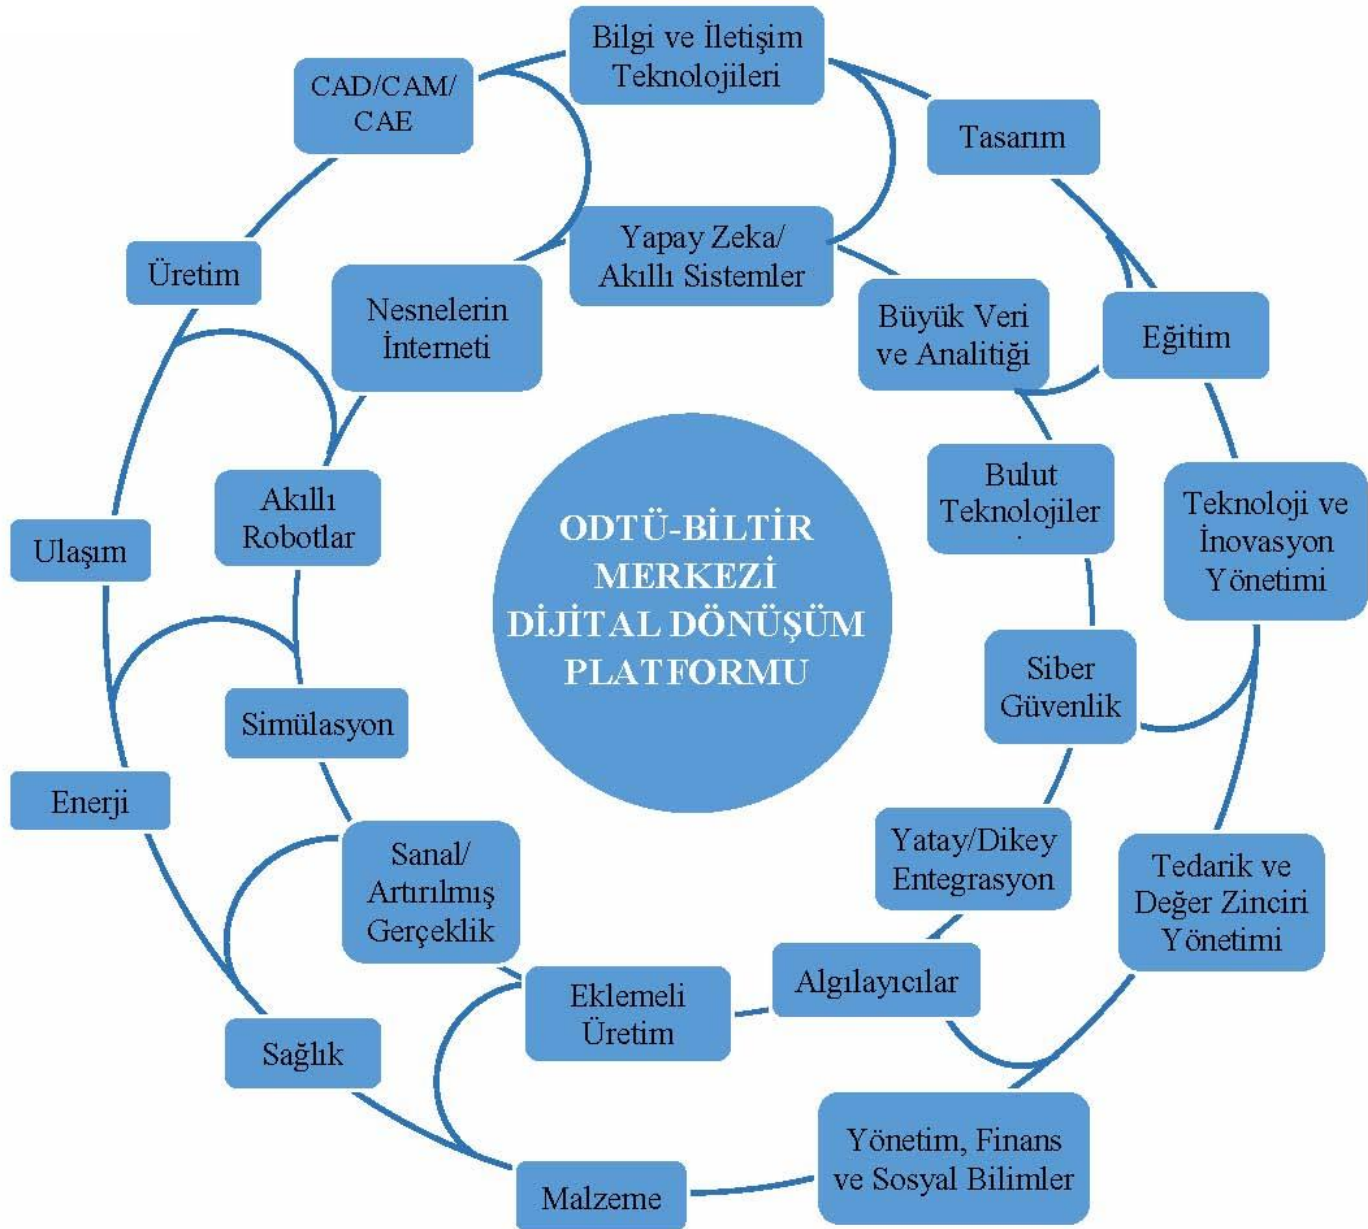 Bilgi ve İletişim
Teknolojileri
CAD/CAM/
CAE
Tasarım
Yapay Zeka/
Akıllı Sistemler
Üretim
Nesnelerin
İnterneti
Büyük Veri
ve Analitiği
Eğitim
Akıllı
Robotlar
Bulut
Teknolojiler
.
Teknoloji ve
İnovasyon
Yönetimi
Ulaşım
ODTÜ-BİLTİR
MERKEZİ
DİJİTAL DÖNÜŞÜM
PLATFORMU
Siber
Güvenlik
Simülasyon
Enerji
Sanal/
Artırılmış
Gerçeklik
Yatay/Dikey
Entegrasyon
Tedarik ve
Değer Zinciri
Yönetimi
Algılayıcılar
Eklemeli
Üretim
Sağlık
Yönetim, Finans
ve Sosyal Bilimler
Malzeme